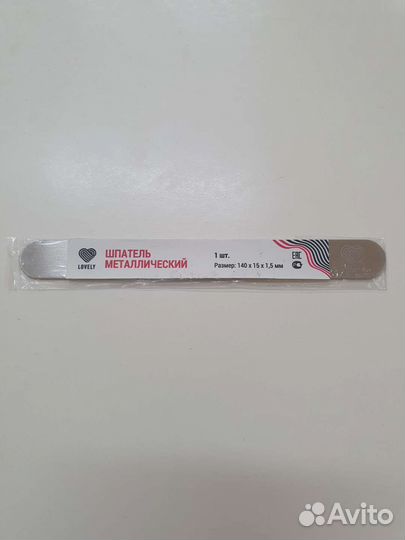 LOVELY
ШПАТЕЛЬ
МЕТАЛЛИЧЕСКИЙ
1 шт.
Размер: 140 x 15 x 1,5 мм
EAC
Avito